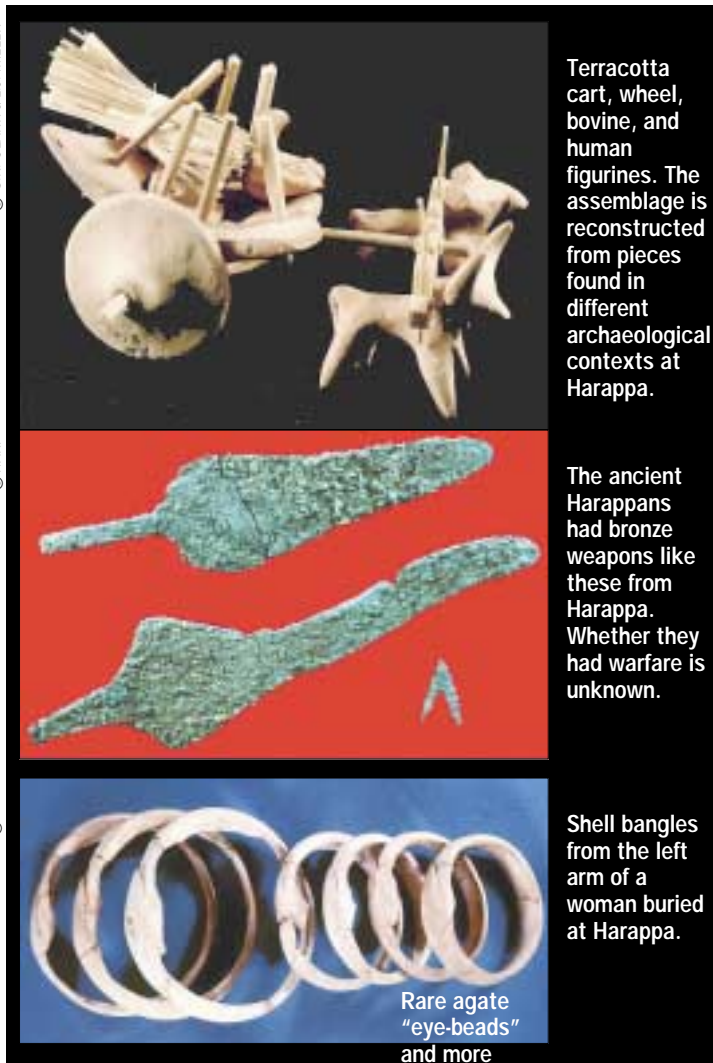 Terracotta
cart, wheel,
bovine, and
human
figurines. The
assemblage is
reconstructed
from pieces
found in
different
archaeological
contexts at
Harappa.
The ancient
Harappans
had bronze
weapons like
these from
Harappa.
Whether they
had warfare is
unknown.
Shell bangles
from the left
arm of a
woman buried
at Harappa.
Rare agate
“eye-beads”
and more